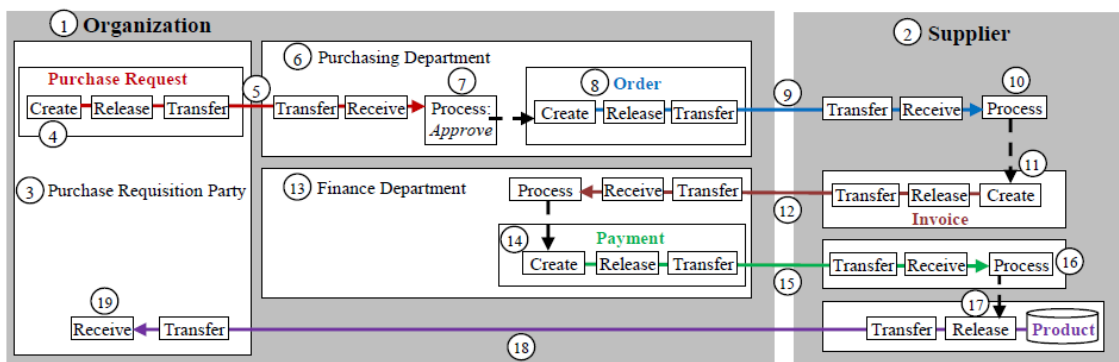 1 Organization
2 Supplier
6 Purchasing Department
Purchase Request
Create Release Transfer
4
5
Transfer Receive
7
Process:
Approve
8 Order
Create Release Transfer
9
Transfer Receive
10
Process
3 Purchase Requisition Party
13 Finance Department
Process Receive Transfer
12
11
Transfer Release Create
Invoice
14 Payment
Create Release Transfer
15
Transfer Receive Process 16
17
Transfer Release Product
18
19
Receive Transfer